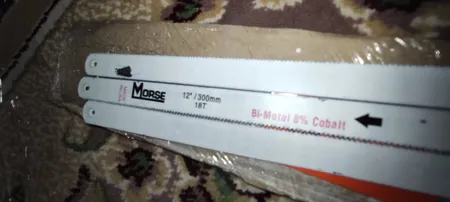 MORSE
12"/300mm
18T
Bi-Metal 8% Cobalt